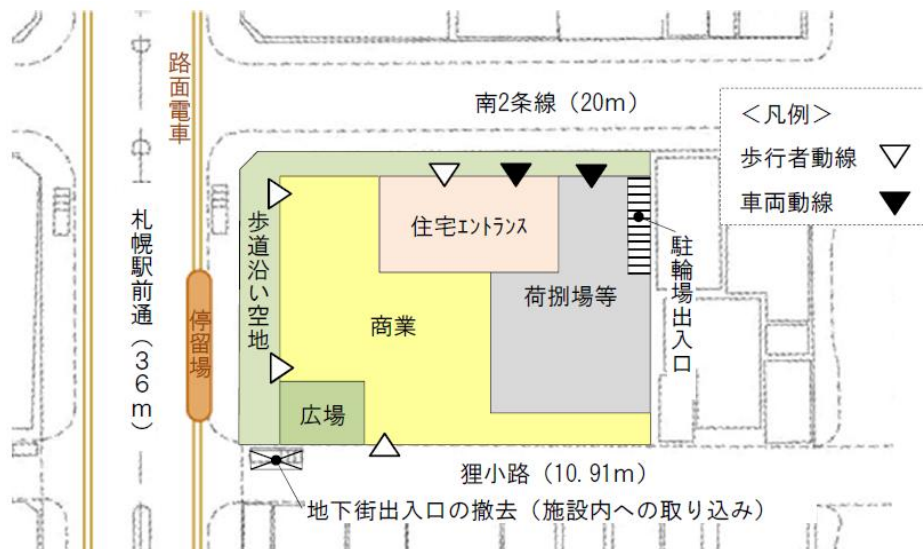 路面電車
南2条線（20m）
＜凡例＞
歩行者動線
車両動線
札幌駅前通（36m）
停留場
歩道沿い空地
住宅エントランス
駐輪場出入口
荷捌場等
商業
広場
狸小路（10.91m）
地下街出入口の撤去（施設内への取り込み）